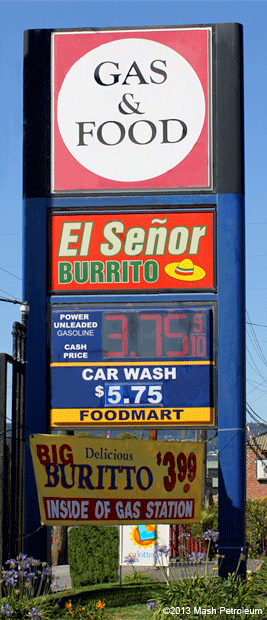 GAS
&
FOOD
El Señor
BURRITO
POWER
UNLEADED
GASOLINE
CASH
PRICE
3.75 9/10
CAR WASH
$5.75
FOODMART
BIG Delicious
BURITTO $3.99
INSIDE OF GAS STATION
©2013 Mash Petroleum